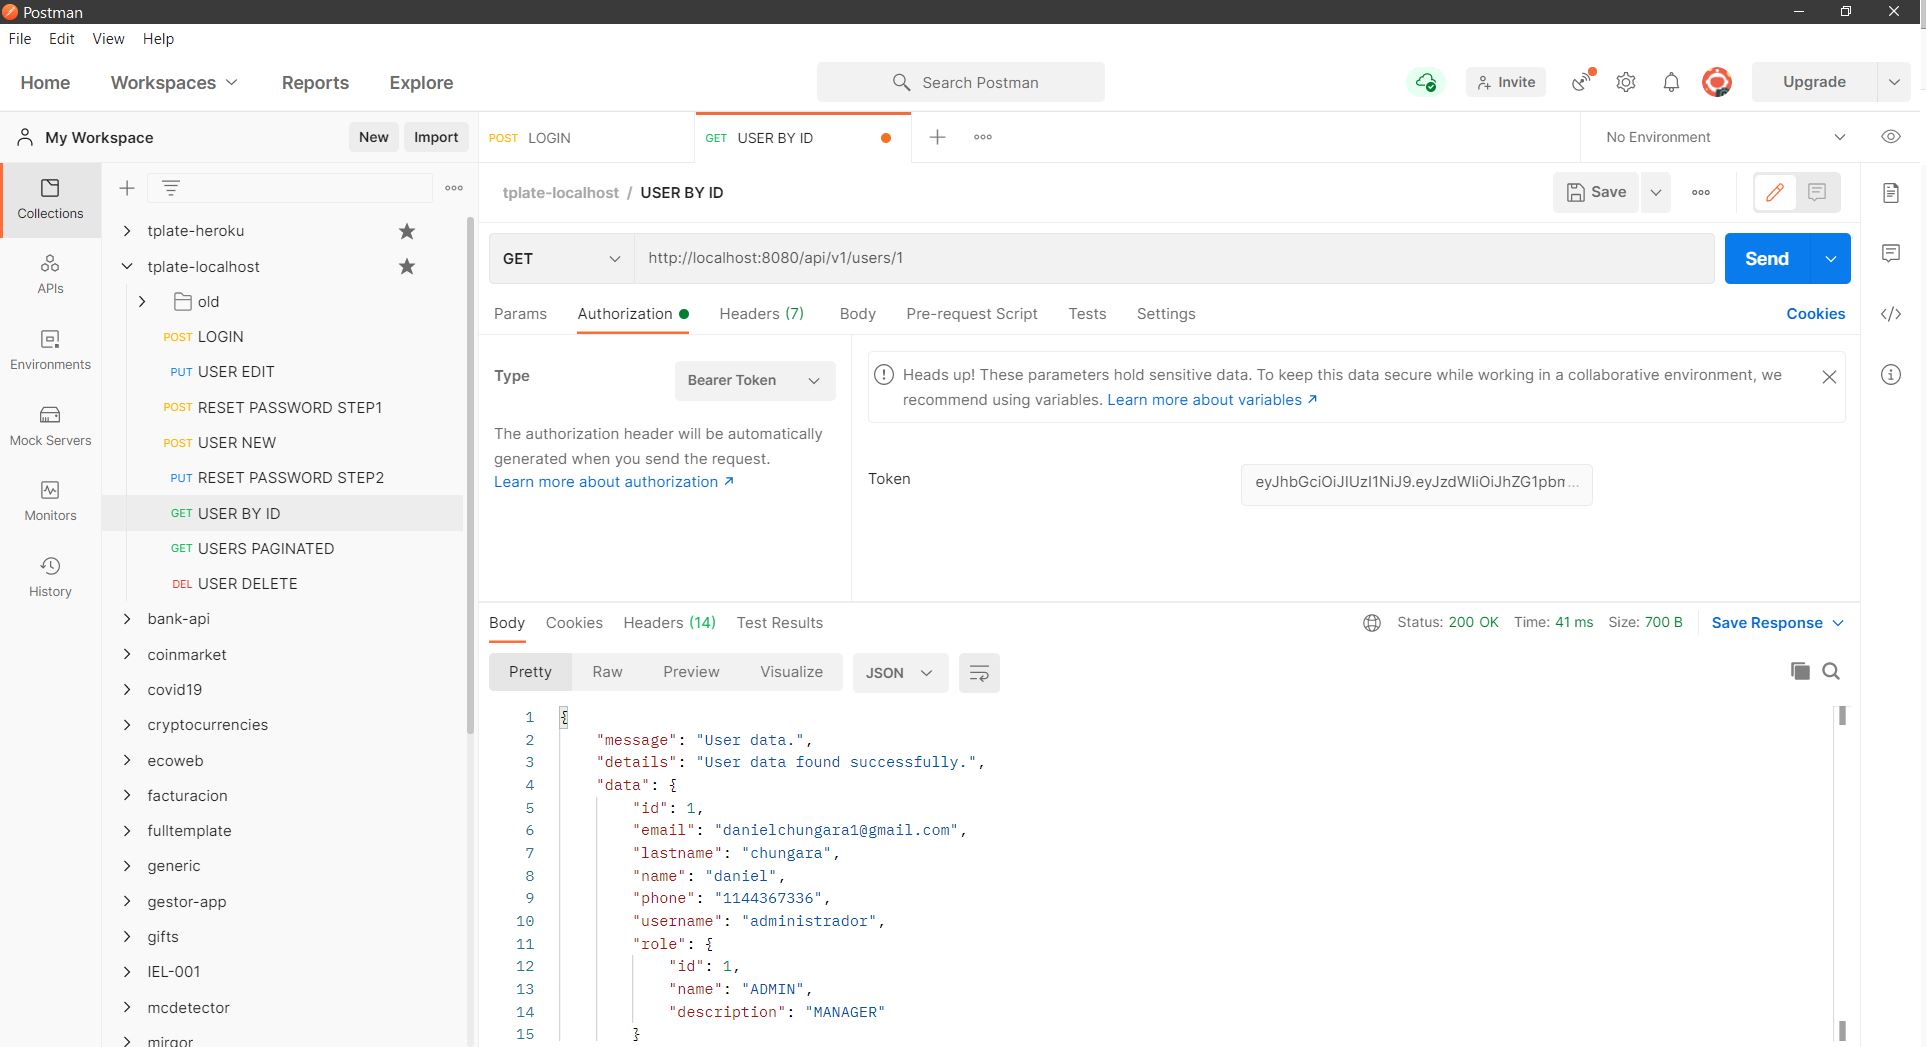 Postman
File Edit View Help
Home Workspaces Reports Explore Search Postman Invite Upgrade
My Workspace New Import
POST LOGIN GET USER BY ID No Environment
Collections
APIs
Environments
Mock Servers
Monitors
History
tplate-heroku
tplate-localhost
old
POST LOGIN
PUT USER EDIT
POST RESET PASSWORD STEP1
POST USER NEW
PUT RESET PASSWORD STEP2
GET USER BY ID
GET USERS PAGINATED
DEL USER DELETE
bank-api
coinmarket
covid19
cryptocurrencies
ecoweb
facturacion
fulltemplate
generic
gestor-app
gifts
IEL-001
mcdetector
mirgor
tplate-localhost / USER BY ID Save
GET http://localhost:8080/api/v1/users/1 Send
Params Authorization Headers (7) Body Pre-request Script Tests Settings Cookies
Type Bearer Token
The authorization header will be automatically
generated when you send the request.
Learn more about authorization ↗
Heads up! These parameters hold sensitive data. To keep this data secure while working in a collaborative environment, we
recommend using variables. Learn more about variables ↗
Token eyJhbGciOiJIUzI1NiJ9.eyJzdWIiOiJhZG1pbm...
Body Cookies Headers (14) Test Results Status: 200 OK Time: 41 ms Size: 700 B Save Response
Pretty Raw Preview Visualize JSON
1 {
2 "message": "User data.",
3 "details": "User data found successfully.",
4 "data": {
5 "id": 1,
6 "email": "danielchungara1@gmail.com",
7 "lastname": "chungara",
8 "name": "daniel",
9 "phone": "1144367336",
10 "username": "administrador",
11 "role": {
12 "id": 1,
13 "name": "ADMIN",
14 "description": "MANAGER"
15 }